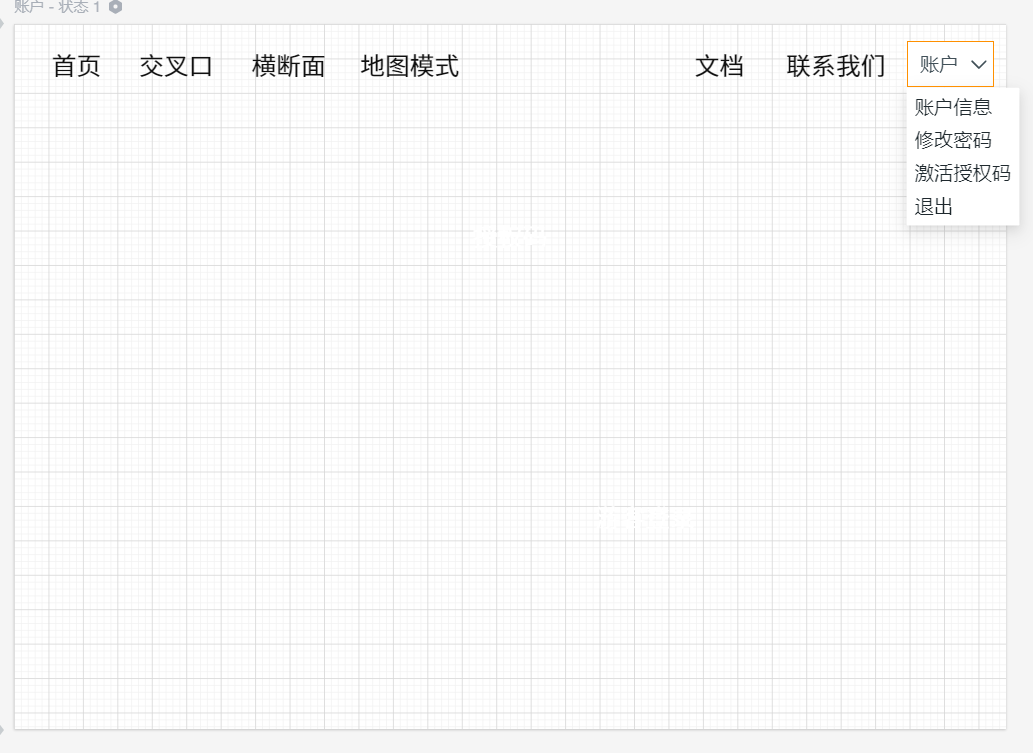 账户 - 状态 1
首页 交叉口 横断面 地图模式 文档 联系我们 账户
账户信息
修改密码
激活授权码
退出